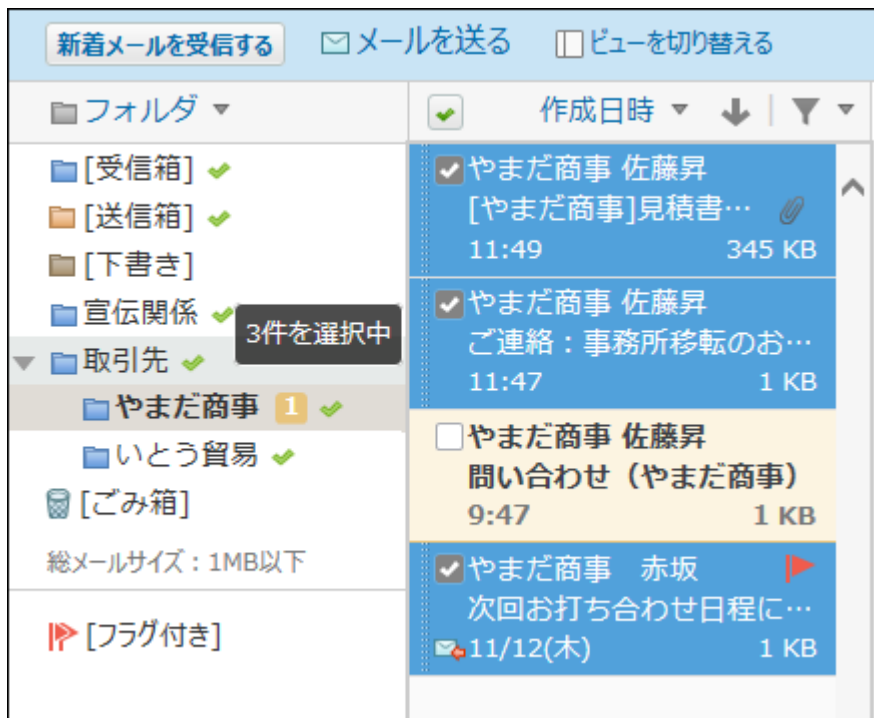 新着メールを受信する メールを送る ビューを切り替える
フォルダ
[受信箱]
[送信箱]
[下書き]
宣伝関係
3件を選択中
取引先
やまだ商事 1
いとう貿易
[ごみ箱]
総メールサイズ：1MB以下
[フラグ付き]
作成日時
やまだ商事 佐藤昇
[やまだ商事]見積書…
11:49 345 KB
やまだ商事 佐藤昇
ご連絡：事務所移転のお…
11:47 1 KB
やまだ商事 佐藤昇
問い合わせ（やまだ商事）
9:47 1 KB
やまだ商事　赤坂
次回お打ち合わせ日程に…
11/12(木) 1 KB